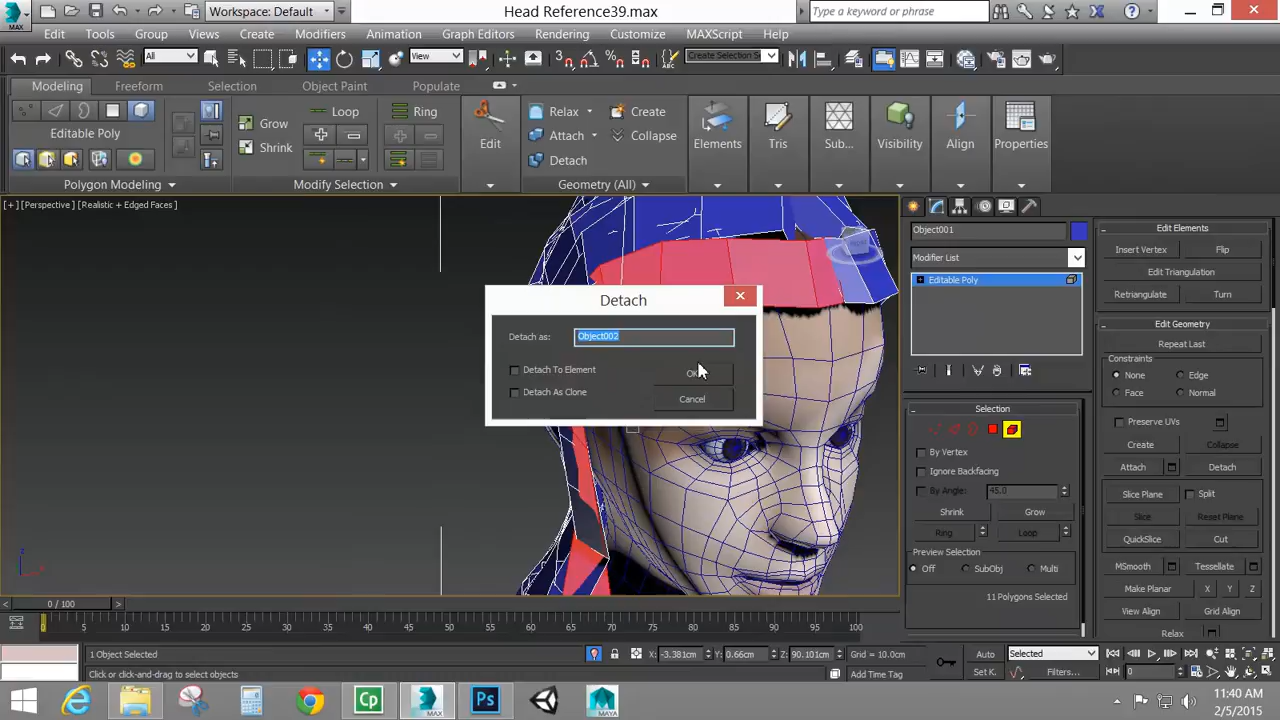 MAX
Workspace: Default
Head Reference39.max
Type a keyword or phrase
Edit Tools Group Views Create Modifiers Animation Graph Editors Rendering Customize MAXScript Help
All
View
3
Create Selection S
Modeling Freeform Selection Object Paint Populate
Loop Ring
Relax Create
Grow
Attach Collapse
Editable Poly
Shrink
Edit
Detach
Elements Tris Sub... Visibility Align Properties
Polygon Modeling Modify Selection Geometry (All)
[+] [Perspective] [Realistic + Edged Faces]
FRONT
Detach
Detach as: Object002
Detach To Element
OK
Detach As Clone
Cancel
z
x
Object001
Modifier List
Editable Poly
Selection
By Vertex
Ignore Backfacing
By Angle: 45.0
Shrink Grow
Ring Loop
Preview Selection
Off SubObj Multi
11 Polygons Selected
Edit Elements
Insert Vertex Flip
Edit Triangulation
Retriangulate Turn
Edit Geometry
Repeat Last
Constraints
None Edge
Face Normal
Preserve UVs
Create Collapse
Attach Detach
Slice Plane Split
Slice Reset Plane
QuickSlice Cut
MSmooth Tessellate
Make Planar X Y Z
View Align Grid Align
Relax
0 / 100
0 5 10 15 20 25 30 35 40 45 50 55 60 65 70 75 80 85 90 95 100
1 Object Selected
X: -3.381cm Y: 0.66cm Z: 90.101cm Grid = 10.0cm
Auto Selected
Click or click-and-drag to select objects
Add Time Tag
Set K. Filters...
0
Cp
MAX
Ps
MAYA
11:40 AM
2/5/2015